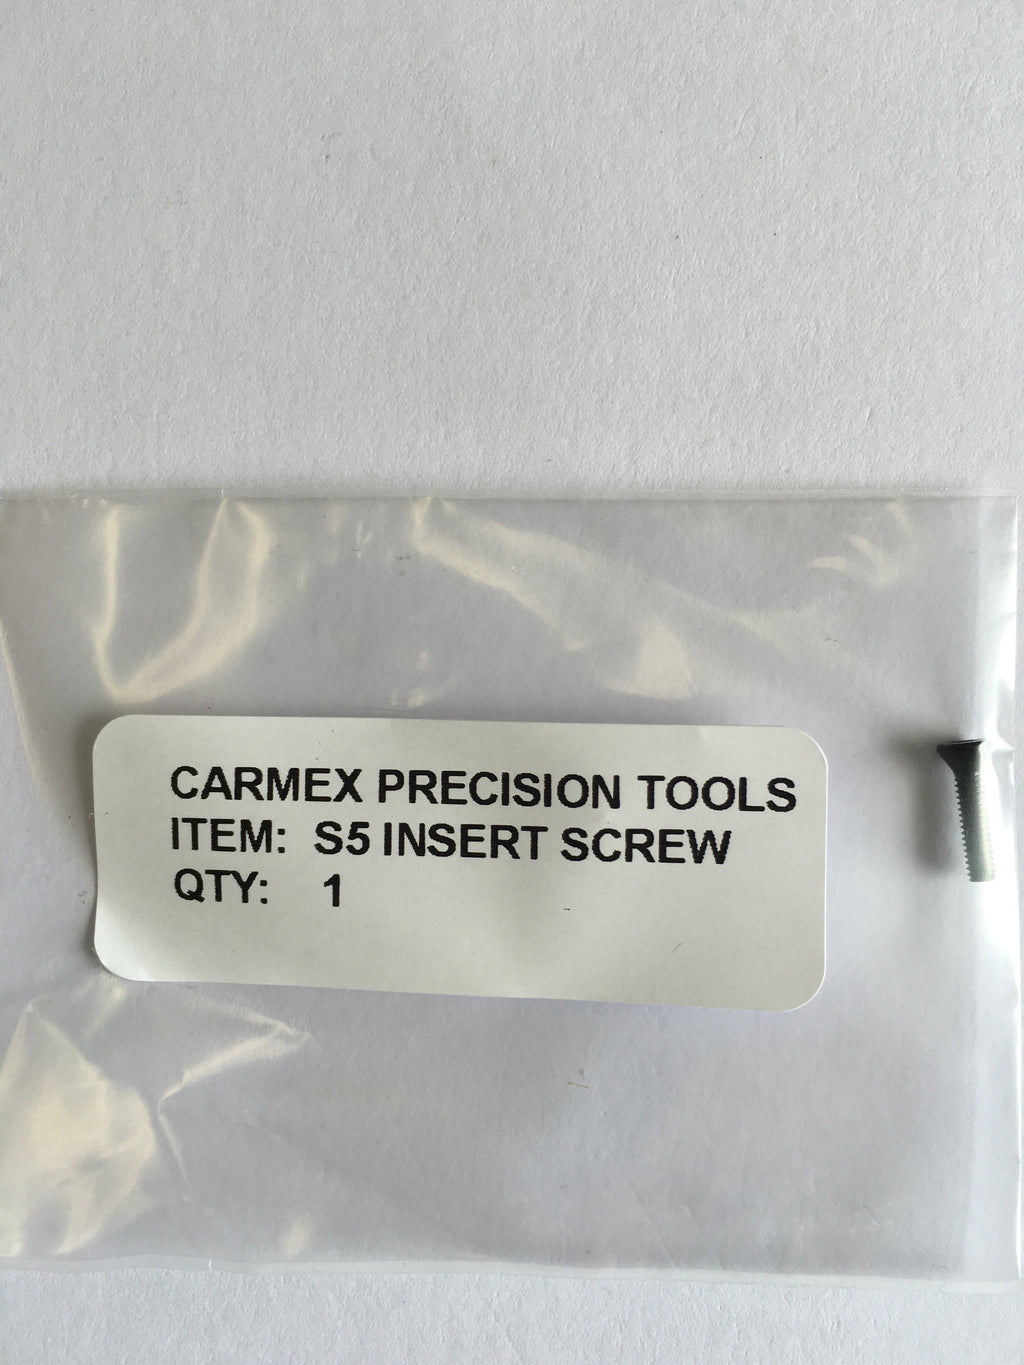 CARMEX PRECISION TOOLS
ITEM: S5 INSERT SCREW
QTY: 1